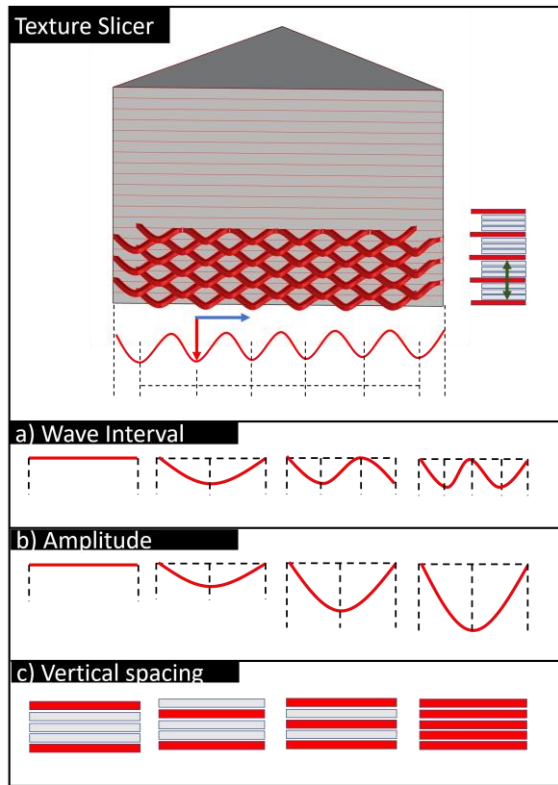 Texture Slicer
a) Wave Interval
b) Amplitude
c) Vertical spacing